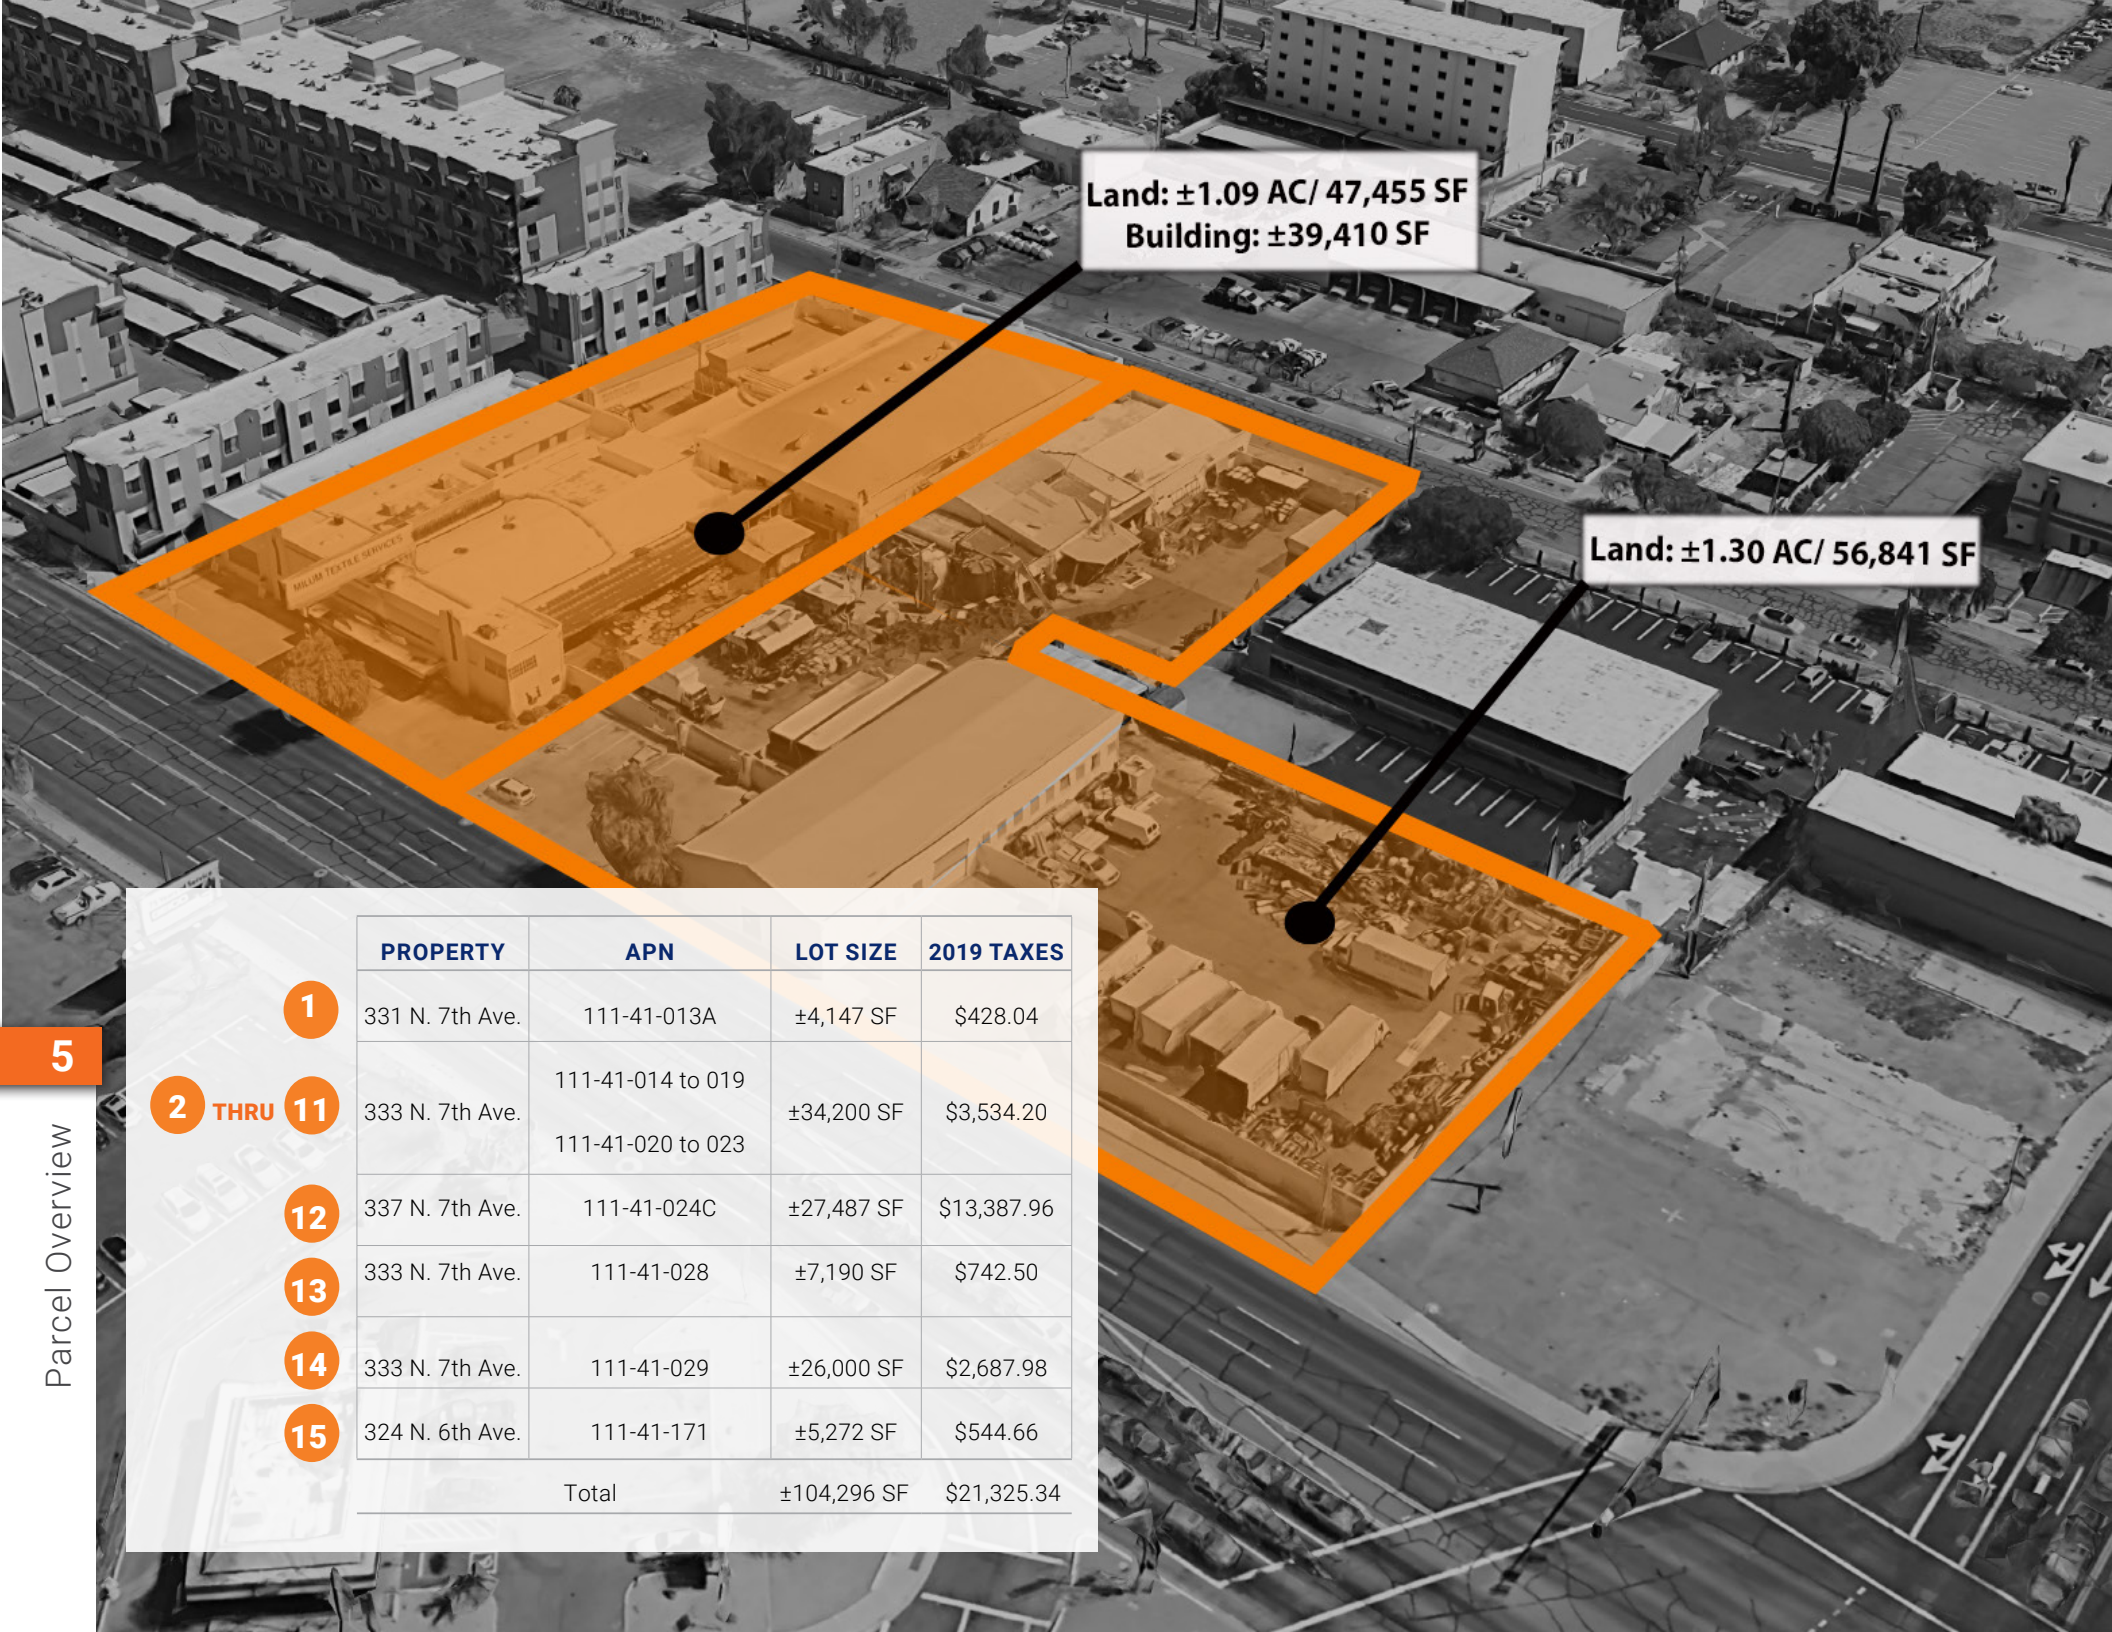 Land: ±1.09 AC/ 47,455 SF
Building: ±39,410 SF
Land: ±1.30 AC/ 56,841 SF
MILUM TEXTILE SERVICES
PROPERTY APN LOT SIZE 2019 TAXES
1 331 N. 7th Ave. 111-41-013A ±4,147 SF $428.04
2 THRU 11 333 N. 7th Ave. 111-41-014 to 019 ±34,200 SF $3,534.20
111-41-020 to 023
12 337 N. 7th Ave. 111-41-024C ±27,487 SF $13,387.96
13 333 N. 7th Ave. 111-41-028 ±7,190 SF $742.50
14 333 N. 7th Ave. 111-41-029 ±26,000 SF $2,687.98
15 324 N. 6th Ave. 111-41-171 ±5,272 SF $544.66
Total ±104,296 SF $21,325.34
5
Parcel Overview